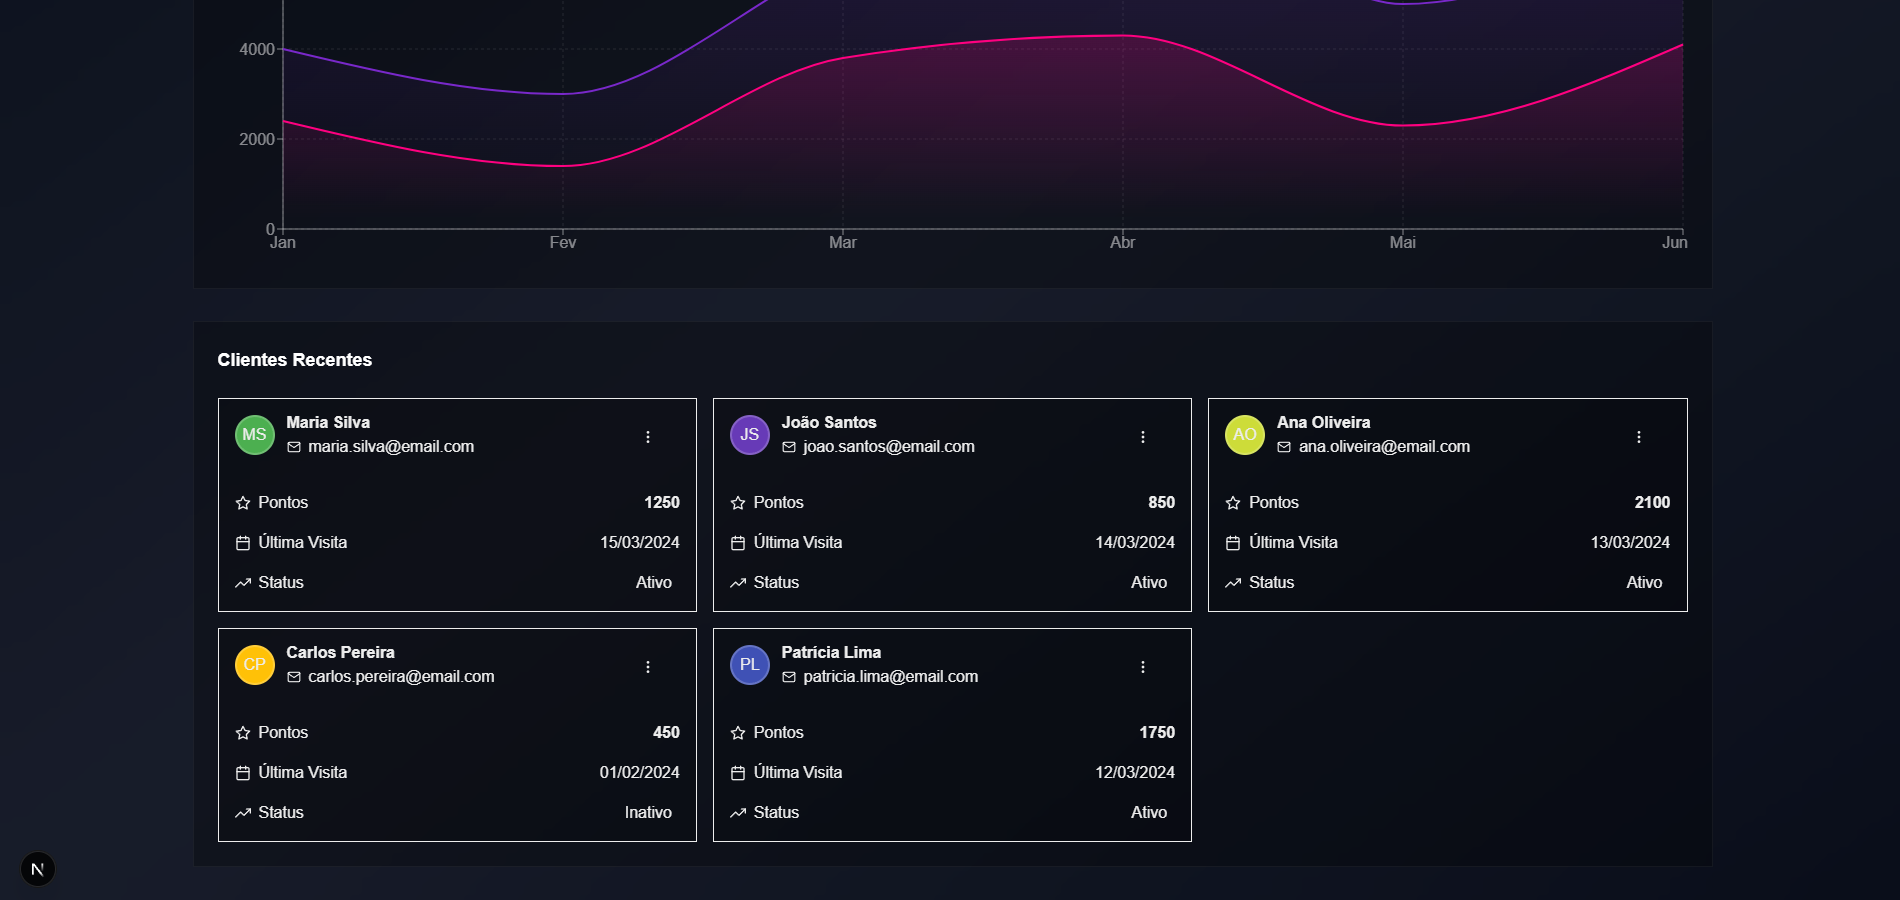 4000
2000
0
Jan Fev Mar Abr Mai Jun
Clientes Recentes
MS Maria Silva
maria.silva@email.com
Pontos 1250
Última Visita 15/03/2024
Status Ativo
JS João Santos
joao.santos@email.com
Pontos 850
Última Visita 14/03/2024
Status Ativo
AO Ana Oliveira
ana.oliveira@email.com
Pontos 2100
Última Visita 13/03/2024
Status Ativo
CP Carlos Pereira
carlos.pereira@email.com
Pontos 450
Última Visita 01/02/2024
Status Inativo
PL Patrícia Lima
patricia.lima@email.com
Pontos 1750
Última Visita 12/03/2024
Status Ativo
N